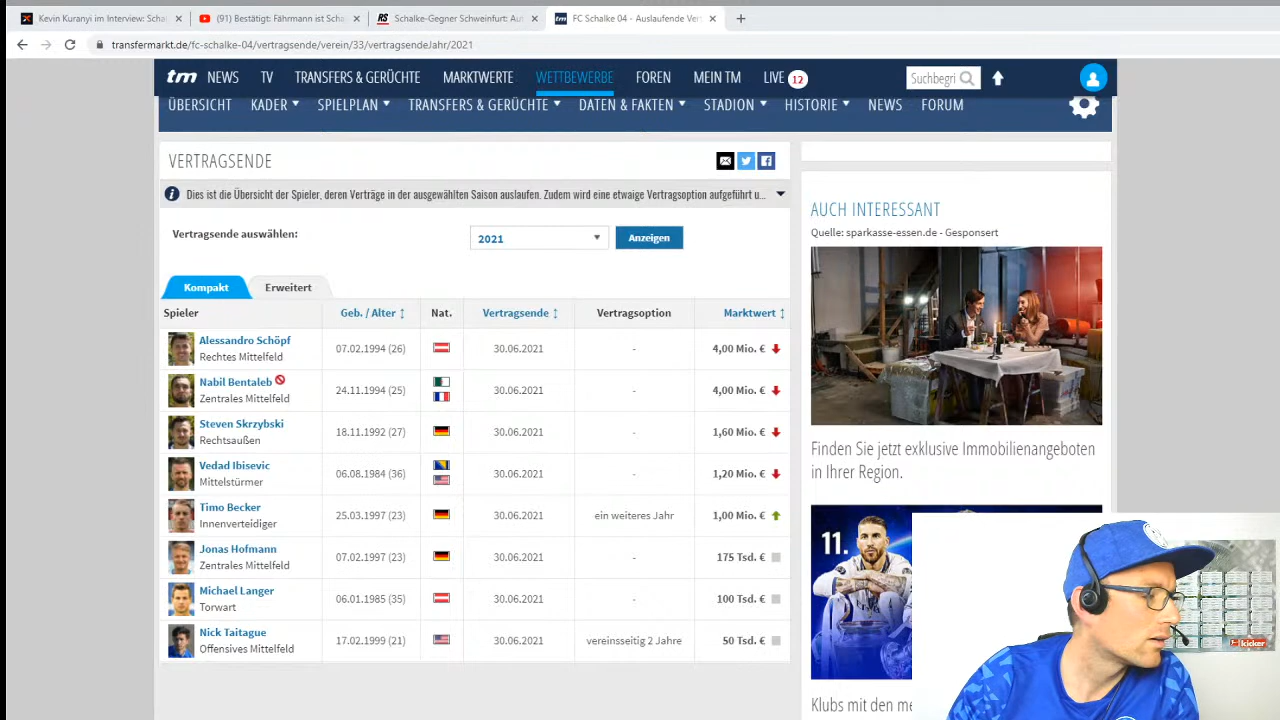 Kevin Kuranyi im Interview: Scha
(91) Bestätigt: Fährmann ist Scha
RS Schalke-Gegner Schweinfurt: Au
tm FC Schalke 04 - Auslaufende Ver
transfermarkt.de/fc-schalke-04/vertragsende/verein/33/vertragsendeJahr/2021
tm NEWS TV TRANSFERS & GERÜCHTE MARKTWERTE WETTBEWERBE FOREN MEIN TM LIVE 12 Suchbegri
ÜBERSICHT KADER SPIELPLAN TRANSFERS & GERÜCHTE DATEN & FAKTEN STADION HISTORIE NEWS FORUM
VERTRAGSENDE
Dies ist die Übersicht der Spieler, deren Verträge in der ausgewählten Saison auslaufen. Zudem wird eine etwaige Vertragsoption aufgeführt u...
Vertragsende auswählen: 2021 Anzeigen
Kompakt Erweitert
Spieler Geb. / Alter Nat. Vertragsende Vertragsoption Marktwert
Alessandro Schöpf
Rechtes Mittelfeld
07.02.1994 (26) 30.06.2021 - 4,00 Mio. €
Nabil Bentaleb
Zentrales Mittelfeld
24.11.1994 (25) 30.06.2021 - 4,00 Mio. €
Steven Skrzybski
Rechtsaußen
18.11.1992 (27) 30.06.2021 - 1,60 Mio. €
Vedad Ibisevic
Mittelstürmer
06.08.1984 (36) 30.06.2021 - 1,20 Mio. €
Timo Becker
Innenverteidiger
25.03.1997 (23) 30.06.2021 ein weiteres Jahr 1,00 Mio. €
Jonas Hofmann
Zentrales Mittelfeld
07.02.1997 (23) 30.06.2021 - 175 Tsd. €
Michael Langer
Torwart
06.01.1985 (35) 30.06.2021 - 100 Tsd. €
Nick Taitague
Offensives Mittelfeld
17.02.1999 (21) 30.06.2021 vereinsseitig 2 Jahre 50 Tsd. €
AUCH INTERESSANT
Quelle: sparkasse-essen.de - Gesponsert
Finden Sie jetzt exklusive Immobilienangeboten
in Ihrer Region.
11.
Klubs mit den me
kicker